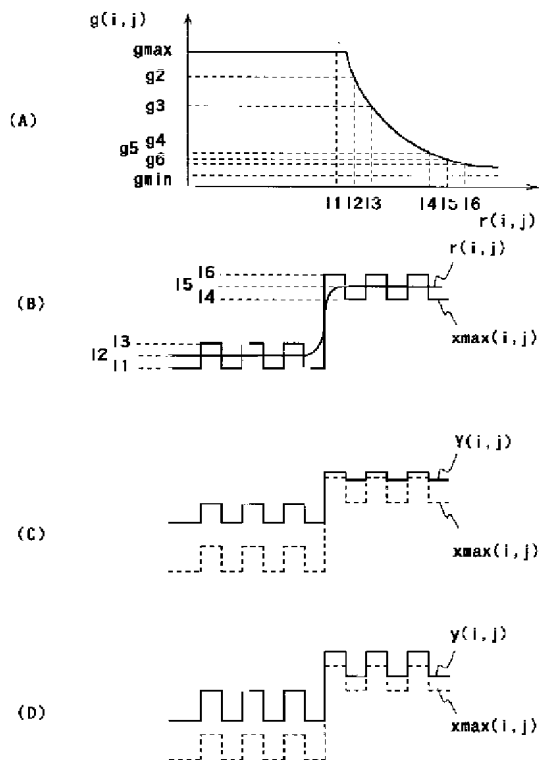 g(i,j)
gmax
g2
g3
(A)
g4
g5
g6
gmin
l1 l2 l3 l4 l5 l6
r(i,j)
r(i,j)
l6
l5
(B)
l4
xmax(i,j)
l3
l2
l1
Y(i,j)
(C)
xmax(i,j)
y(i,j)
(D)
xmax(i,j)